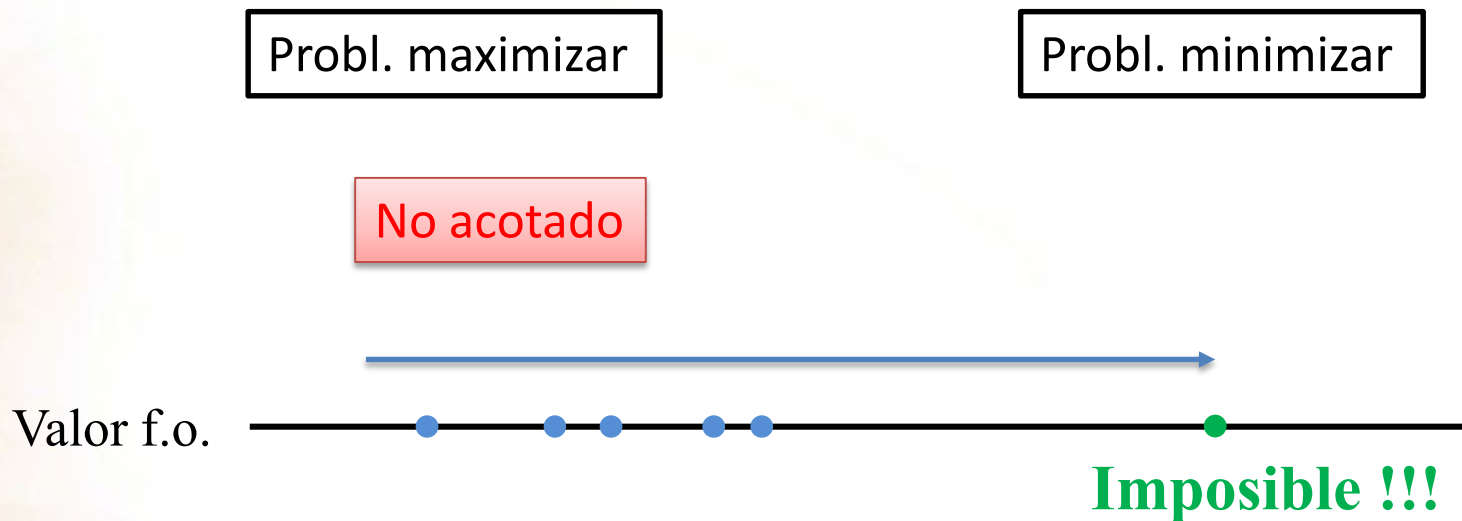 Probl. maximizar
Probl. minimizar
No acotado
Valor f.o.
Imposible !!!